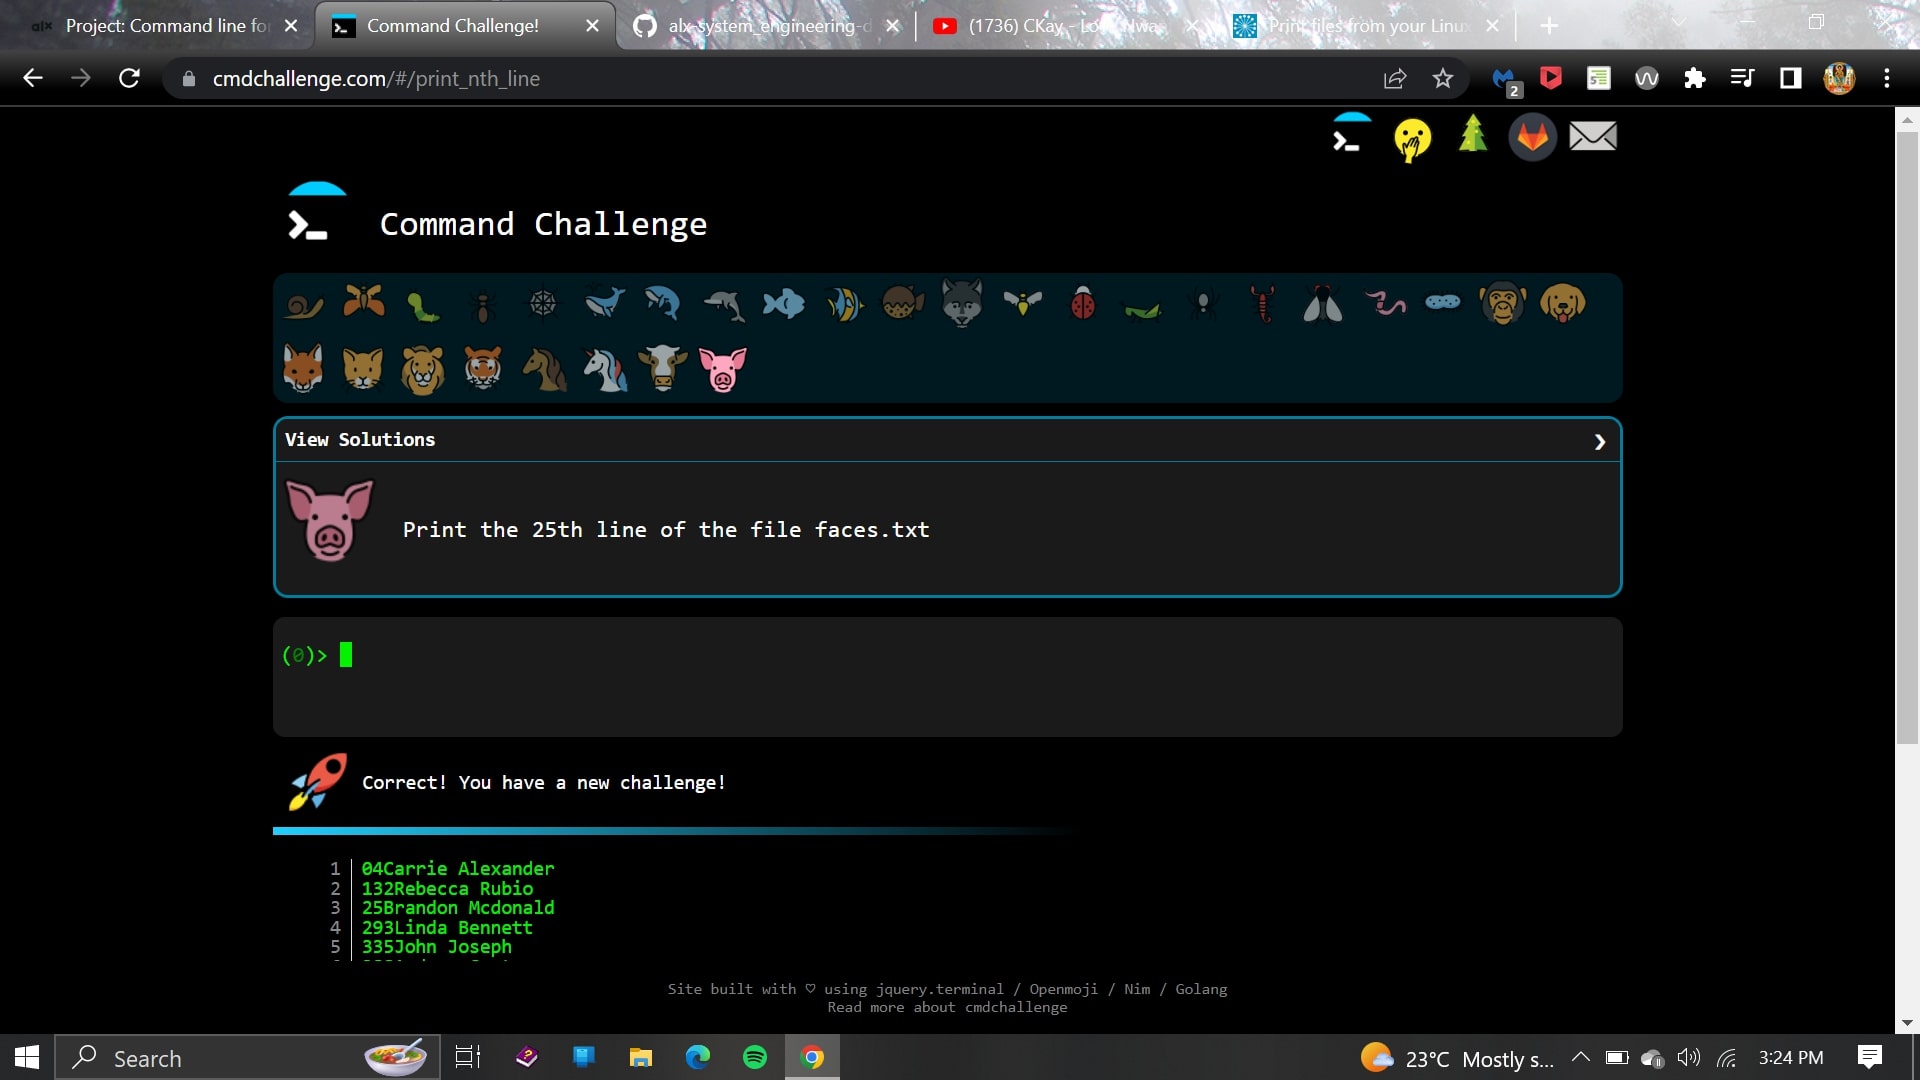 alx Project: Command line fo
Command Challenge!
alx-system_engineering-d
(1736) CKay - Lo
Print files from your Linux
cmdchallenge.com/#/print_nth_line
2
Command Challenge
View Solutions
Print the 25th line of the file faces.txt
(0)>
Correct! You have a new challenge!
1 04Carrie Alexander
2 132Rebecca Rubio
3 25Brandon Mcdonald
4 293Linda Bennett
5 335John Joseph
Site built with ♡ using jquery.terminal / Openmoji / Nim / Golang
Read more about cmdchallenge
Search
23°C Mostly s...
3:24 PM